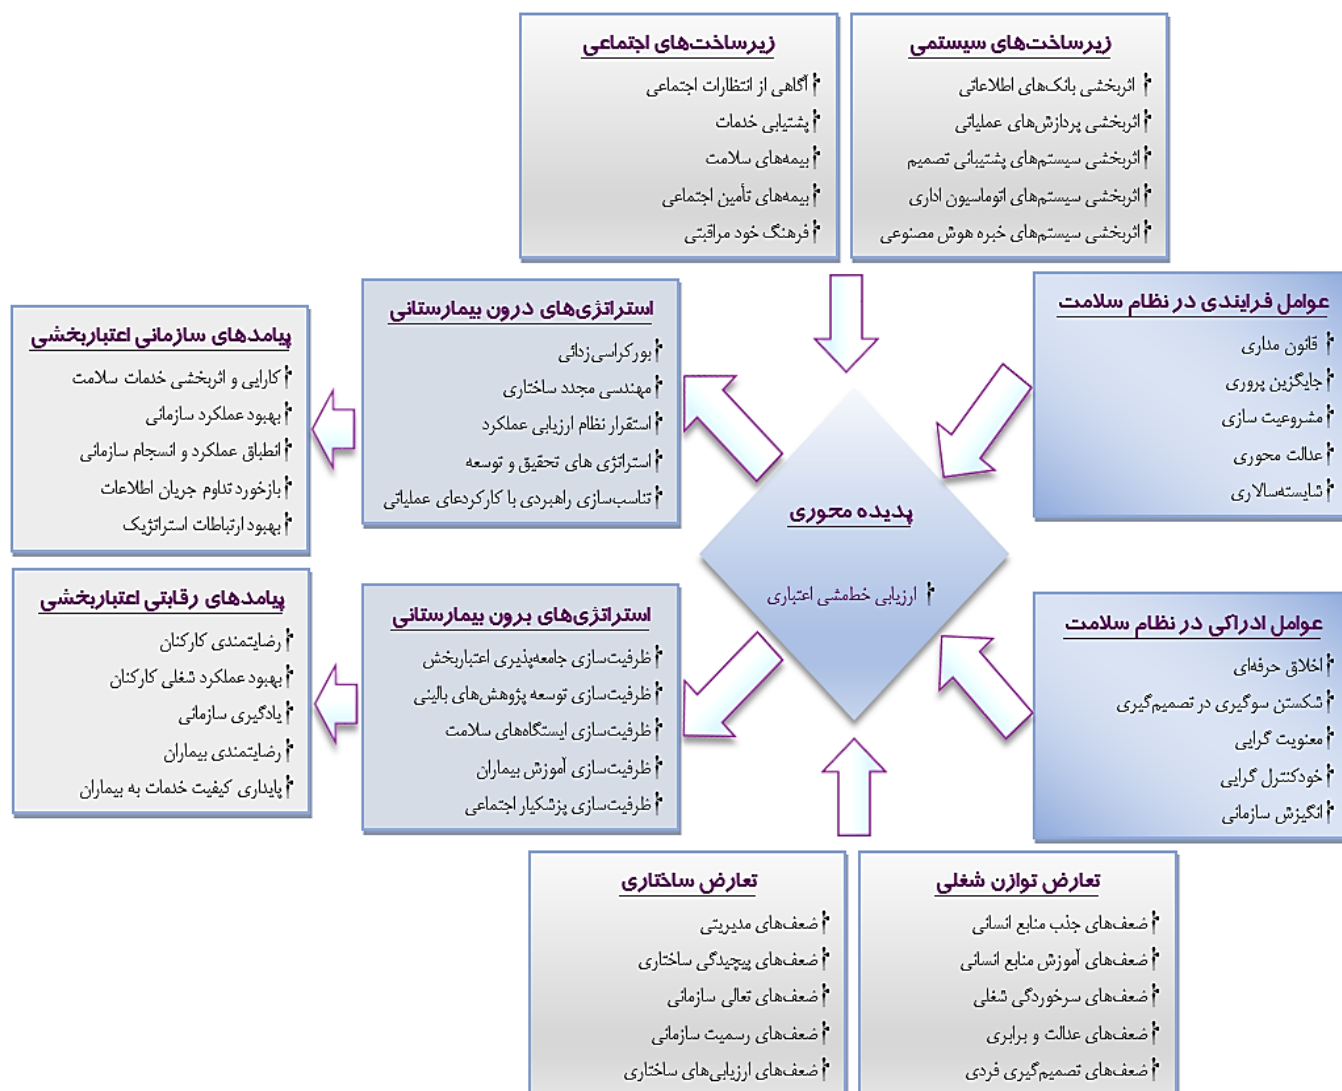 زیرساخت‌های سیستمی
اثربخشی بانک‌های اطلاعاتی
اثربخشی پردازش‌های عملیاتی
اثربخشی سیستم‌های پشتیبانی تصمیم
اثربخشی سیستم‌های اتوماسیون اداری
اثربخشی سیستم‌های خبره هوش مصنوعی
زیرساخت‌های اجتماعی
آگاهی از انتظارات اجتماعی
پشتیابی خدمات
بیمه‌های سلامت
بیمه‌های تأمین اجتماعی
فرهنگ خود مراقبتی
عوامل فرایندی در نظام سلامت
قانون مداری
جایگزین پروری
مشروعیت سازی
عدالت محوری
شایسته‌سالاری
عوامل ادراکی در نظام سلامت
اخلاق حرفه‌ای
شکستن سوگیری در تصمیم‌گیری
معنویت گرایی
خودکنترل گرایی
انگیزش سازمانی
پدیده محوری
ارزیابی خط‌مشی اعتباری
استراتژی‌های درون بیمارستانی
بورکراسی‌زدائی
مهندسی مجدد ساختاری
استقرار نظام ارزیابی عملکرد
استراتژی های تحقیق و توسعه
تناسب‌سازی راهبردی با کارکردعای عملیاتی
استراتژی‌های برون بیمارستانی
ظرفیت‌سازی جامعه‌پذیری اعتباربخش
ظرفیت‌سازی توسعه پژوهش‌های بالینی
ظرفیت‌سازی ایستگاه‌های سلامت
ظرفیت‌سازی آموزش بیماران
ظرفیت‌سازی پزشکیار اجتماعی
پیامدهای سازمانی اعتباربخشی
کارایی و اثربخشی خدمات سلامت
بهبود عملکرد سازمانی
انطباق عملکرد و انسجام سازمانی
بازخورد تداوم جریان اطلاعات
بهبود ارتباطات استراتژیک
پیامدهای رقابتی اعتباربخشی
رضایتمندی کارکنان
بهبود عملکرد شغلی کارکنان
یادگیری سازمانی
رضایتمندی بیماران
پایداری کیفیت خدمات به بیماران
تعارض توازن شغلی
ضعف‌های جذب منابع انسانی
ضعف‌های آموزش منابع انسانی
ضعف‌های سرخوردگی شغلی
ضعف‌های عدالت و برابری
ضعف‌های تصمیم‌گیری فردی
تعارض ساختاری
ضعف‌های مدیریتی
ضعف‌های پیچیدگی ساختاری
ضعف‌های تعالی سازمانی
ضعف‌های رسمیت سازمانی
ضعف‌های ارزیابی‌های ساختاری